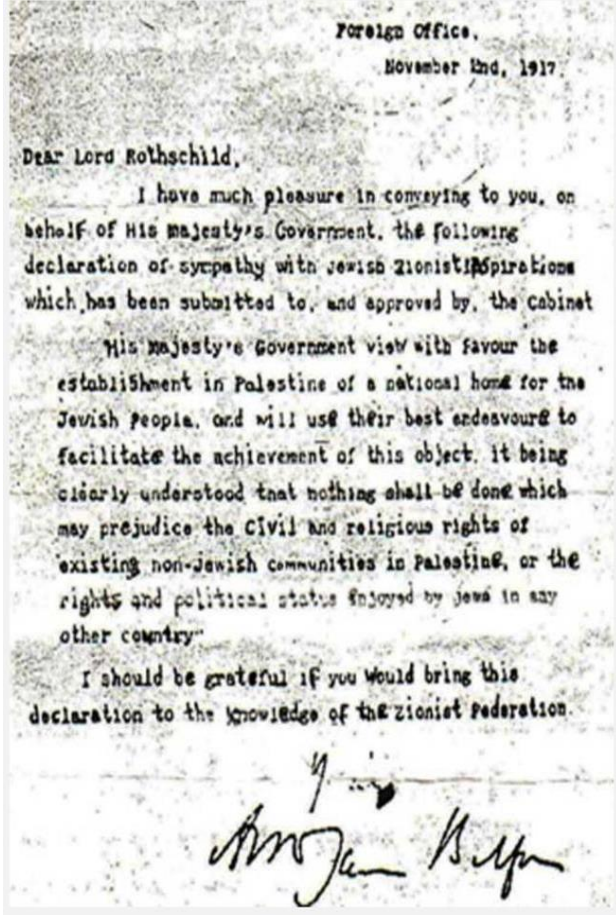 Foreign Office,
November 2nd, 1917.
Dear Lord Rothschild,
I have much pleasure in conveying to you, on
behalf of His Majesty's Government, the following
declaration of sympathy with Jewish Zionist aspirations
which has been submitted to, and approved by, the Cabinet
"His Majesty's Government view with favour the
establishment in Palestine of a national home for the
Jewish People, and will use their best endeavours to
facilitate the achievement of this object, it being
clearly understood that nothing shall be done which
may prejudice the Civil and religious rights of
existing non-Jewish communities in Palestine, or the
rights and political status enjoyed by jews in any
other country"
I should be grateful if you would bring this
declaration to the knowledge of the Zionist Federation.